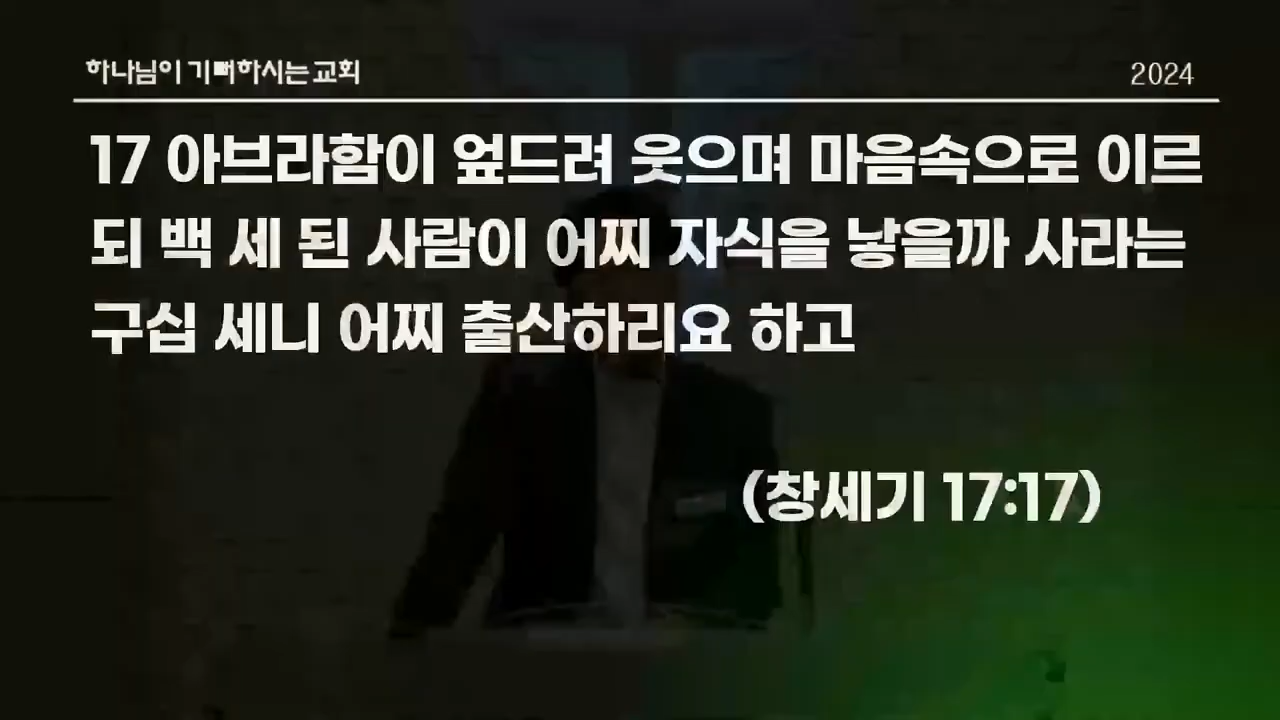 하나님이 기뻐하시는 교회
2024
17 아브라함이 엎드려 웃으며 마음속으로 이르
되 백 세 된 사람이 어찌 자식을 낳을까 사라는
구십 세니 어찌 출산하리요 하고
(창세기 17:17)